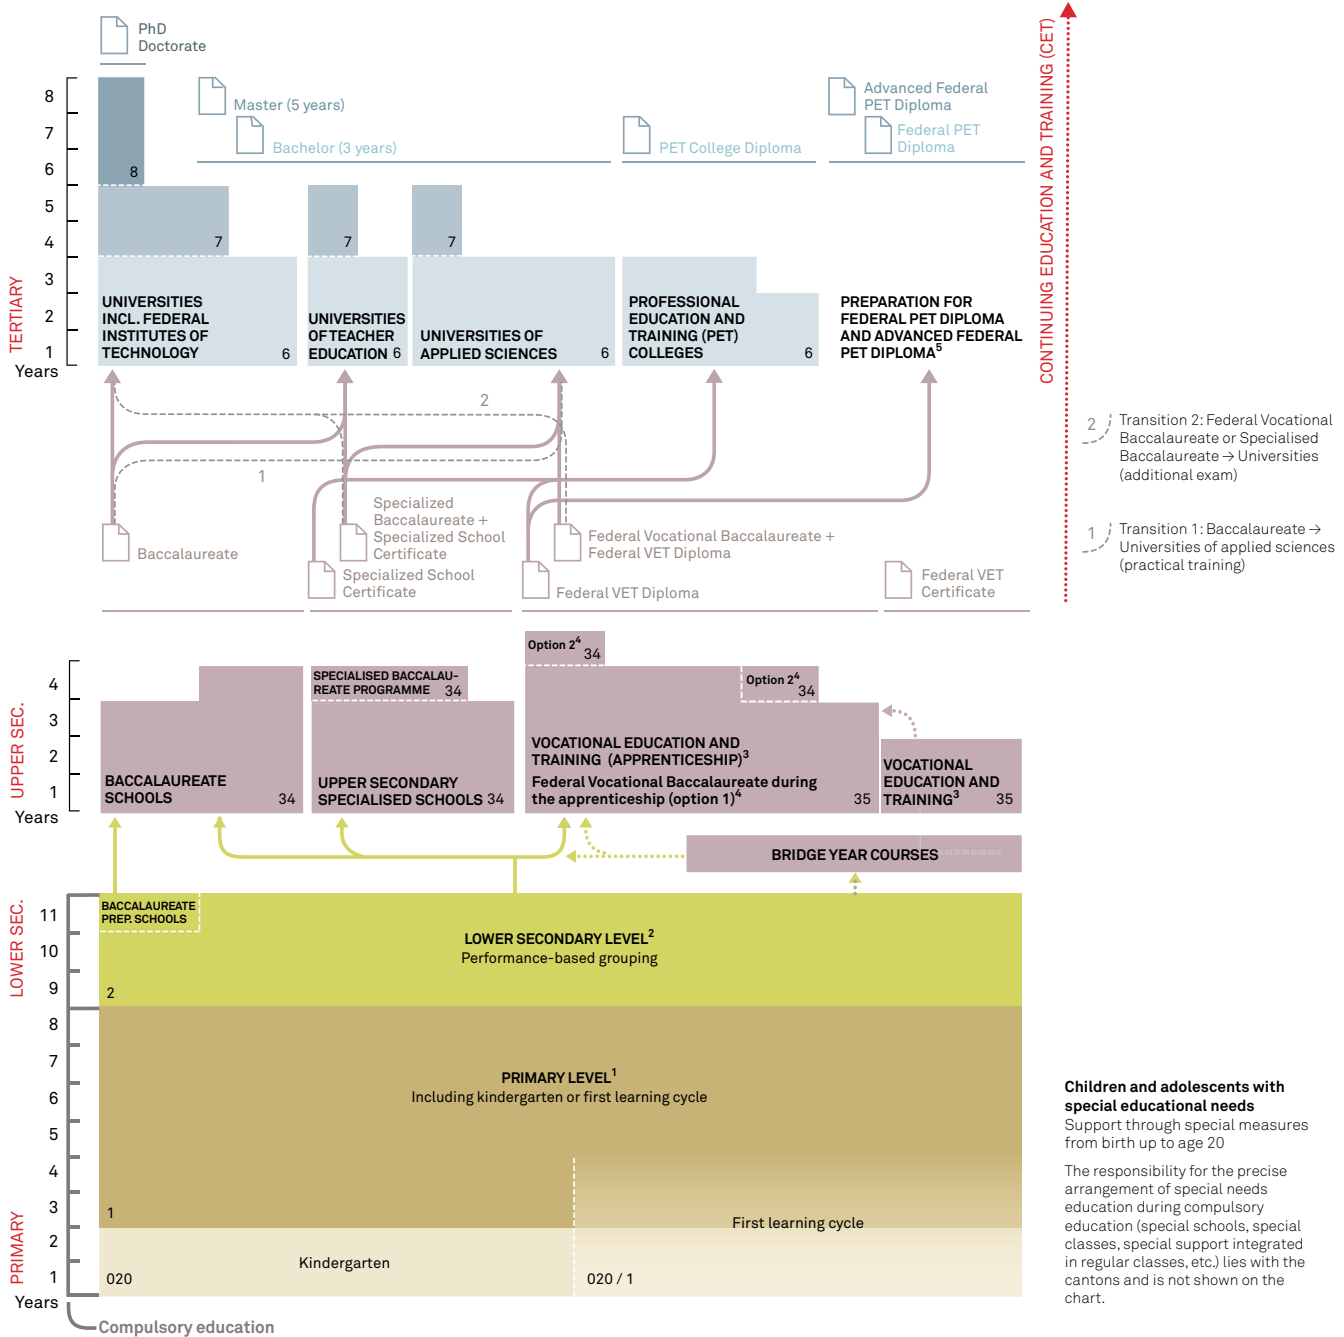 PhD
Doctorate
Master (5 years)
Bachelor (3 years)
PET College Diploma
Advanced Federal
PET Diploma
Federal PET
Diploma
CONTINUING EDUCATION AND TRAINING (CET)
TERTIARY
8
7
6
5
4
3
2
1
Years
8
7
7
7
UNIVERSITIES
INCL. FEDERAL
INSTITUTES OF
TECHNOLOGY
6
UNIVERSITIES
OF TEACHER
EDUCATION 6
UNIVERSITIES OF
APPLIED SCIENCES
6
PROFESSIONAL
EDUCATION AND
TRAINING (PET)
COLLEGES
6
PREPARATION FOR
FEDERAL PET DIPLOMA
AND ADVANCED FEDERAL
PET DIPLOMA5
2
1
2
Transition 2: Federal Vocational
Baccalaureate or Specialised
Baccalaureate → Universities
(additional exam)
1
Transition 1: Baccalaureate →
Universities of applied sciences
(practical training)
Baccalaureate
Specialized
Baccalaureate +
Specialized School
Certificate
Specialized School
Certificate
Federal Vocational Baccalaureate +
Federal VET Diploma
Federal VET Diploma
Federal VET
Certificate
UPPER SEC.
4
3
2
1
Years
BACCALAUREATE
SCHOOLS
34
SPECIALISED BACCALAU-
REATE PROGRAMME 34
UPPER SECONDARY
SPECIALISED SCHOOLS 34
Option 24
34
Option 24
34
VOCATIONAL EDUCATION AND
TRAINING (APPRENTICESHIP)3
Federal Vocational Baccalaureate during
the apprenticeship (option 1)4
35
VOCATIONAL
EDUCATION AND
TRAINING3
35
BRIDGE YEAR COURSES
LOWER SEC.
11
10
9
BACCALAUREATE
PREP. SCHOOLS
LOWER SECONDARY LEVEL2
Performance-based grouping
2
PRIMARY
8
7
6
5
4
3
2
1
Years
PRIMARY LEVEL1
Including kindergarten or first learning cycle
1
First learning cycle
Kindergarten
020
020 / 1
Compulsory education
Children and adolescents with
special educational needs
Support through special measures
from birth up to age 20
The responsibility for the precise
arrangement of special needs
education during compulsory
education (special schools, special
classes, special support integrated
in regular classes, etc.) lies with the
cantons and is not shown on the
chart.